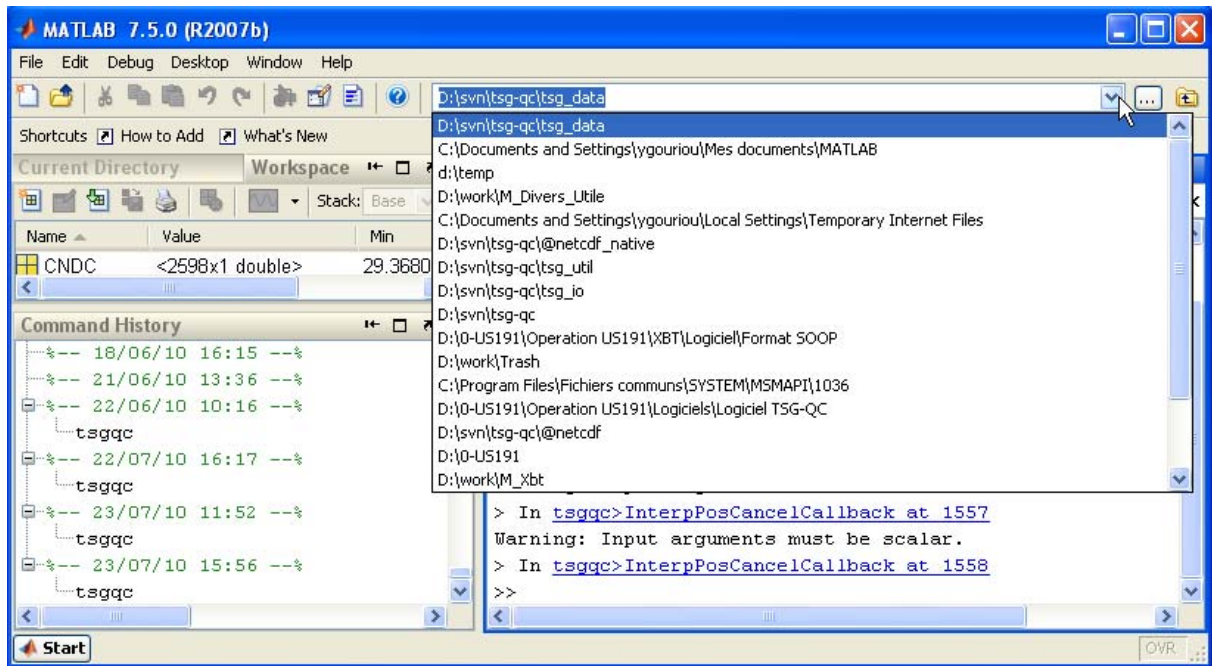 MATLAB 7.5.0 (R2007b)
File Edit Debug Desktop Window Help
D:\svn\tsg-qc\tsg_data
Shortcuts How to Add What's New
D:\svn\tsg-qc\tsg_data
C:\Documents and Settings\ygouriou\Mes documents\MATLAB
d:\temp
D:\work\M_Divers_Utile
C:\Documents and Settings\ygouriou\Local Settings\Temporary Internet Files
D:\svn\tsg-qc\@netcdf_native
D:\svn\tsg-qc\tsg_util
D:\svn\tsg-qc\tsg_io
D:\svn\tsg-qc
D:\0-US191\Operation US191\XBT\Logiciel\Format SOOP
D:\work\Trash
C:\Program Files\Fichiers communs\SYSTEM\MSMAPI\1036
D:\0-US191\Operation US191\Logiciels\Logiciel TSG-QC
D:\svn\tsg-qc\@netcdf
D:\0-US191
D:\work\M_Xbt
Current Directory Workspace
Stack: Base
Name Value Min
CNDC <2598x1 double> 29.3680
Command History
%-- 18/06/10 16:15 --%
%-- 21/06/10 13:36 --%
%-- 22/06/10 10:16 --%
tsgqc
%-- 22/07/10 16:17 --%
tsgqc
%-- 23/07/10 11:52 --%
tsgqc
%-- 23/07/10 15:56 --%
tsgqc
> In tsgqc>InterpPosCancelCallback at 1557
Warning: Input arguments must be scalar.
> In tsgqc>InterpPosCancelCallback at 1558
>>
Start
OVR